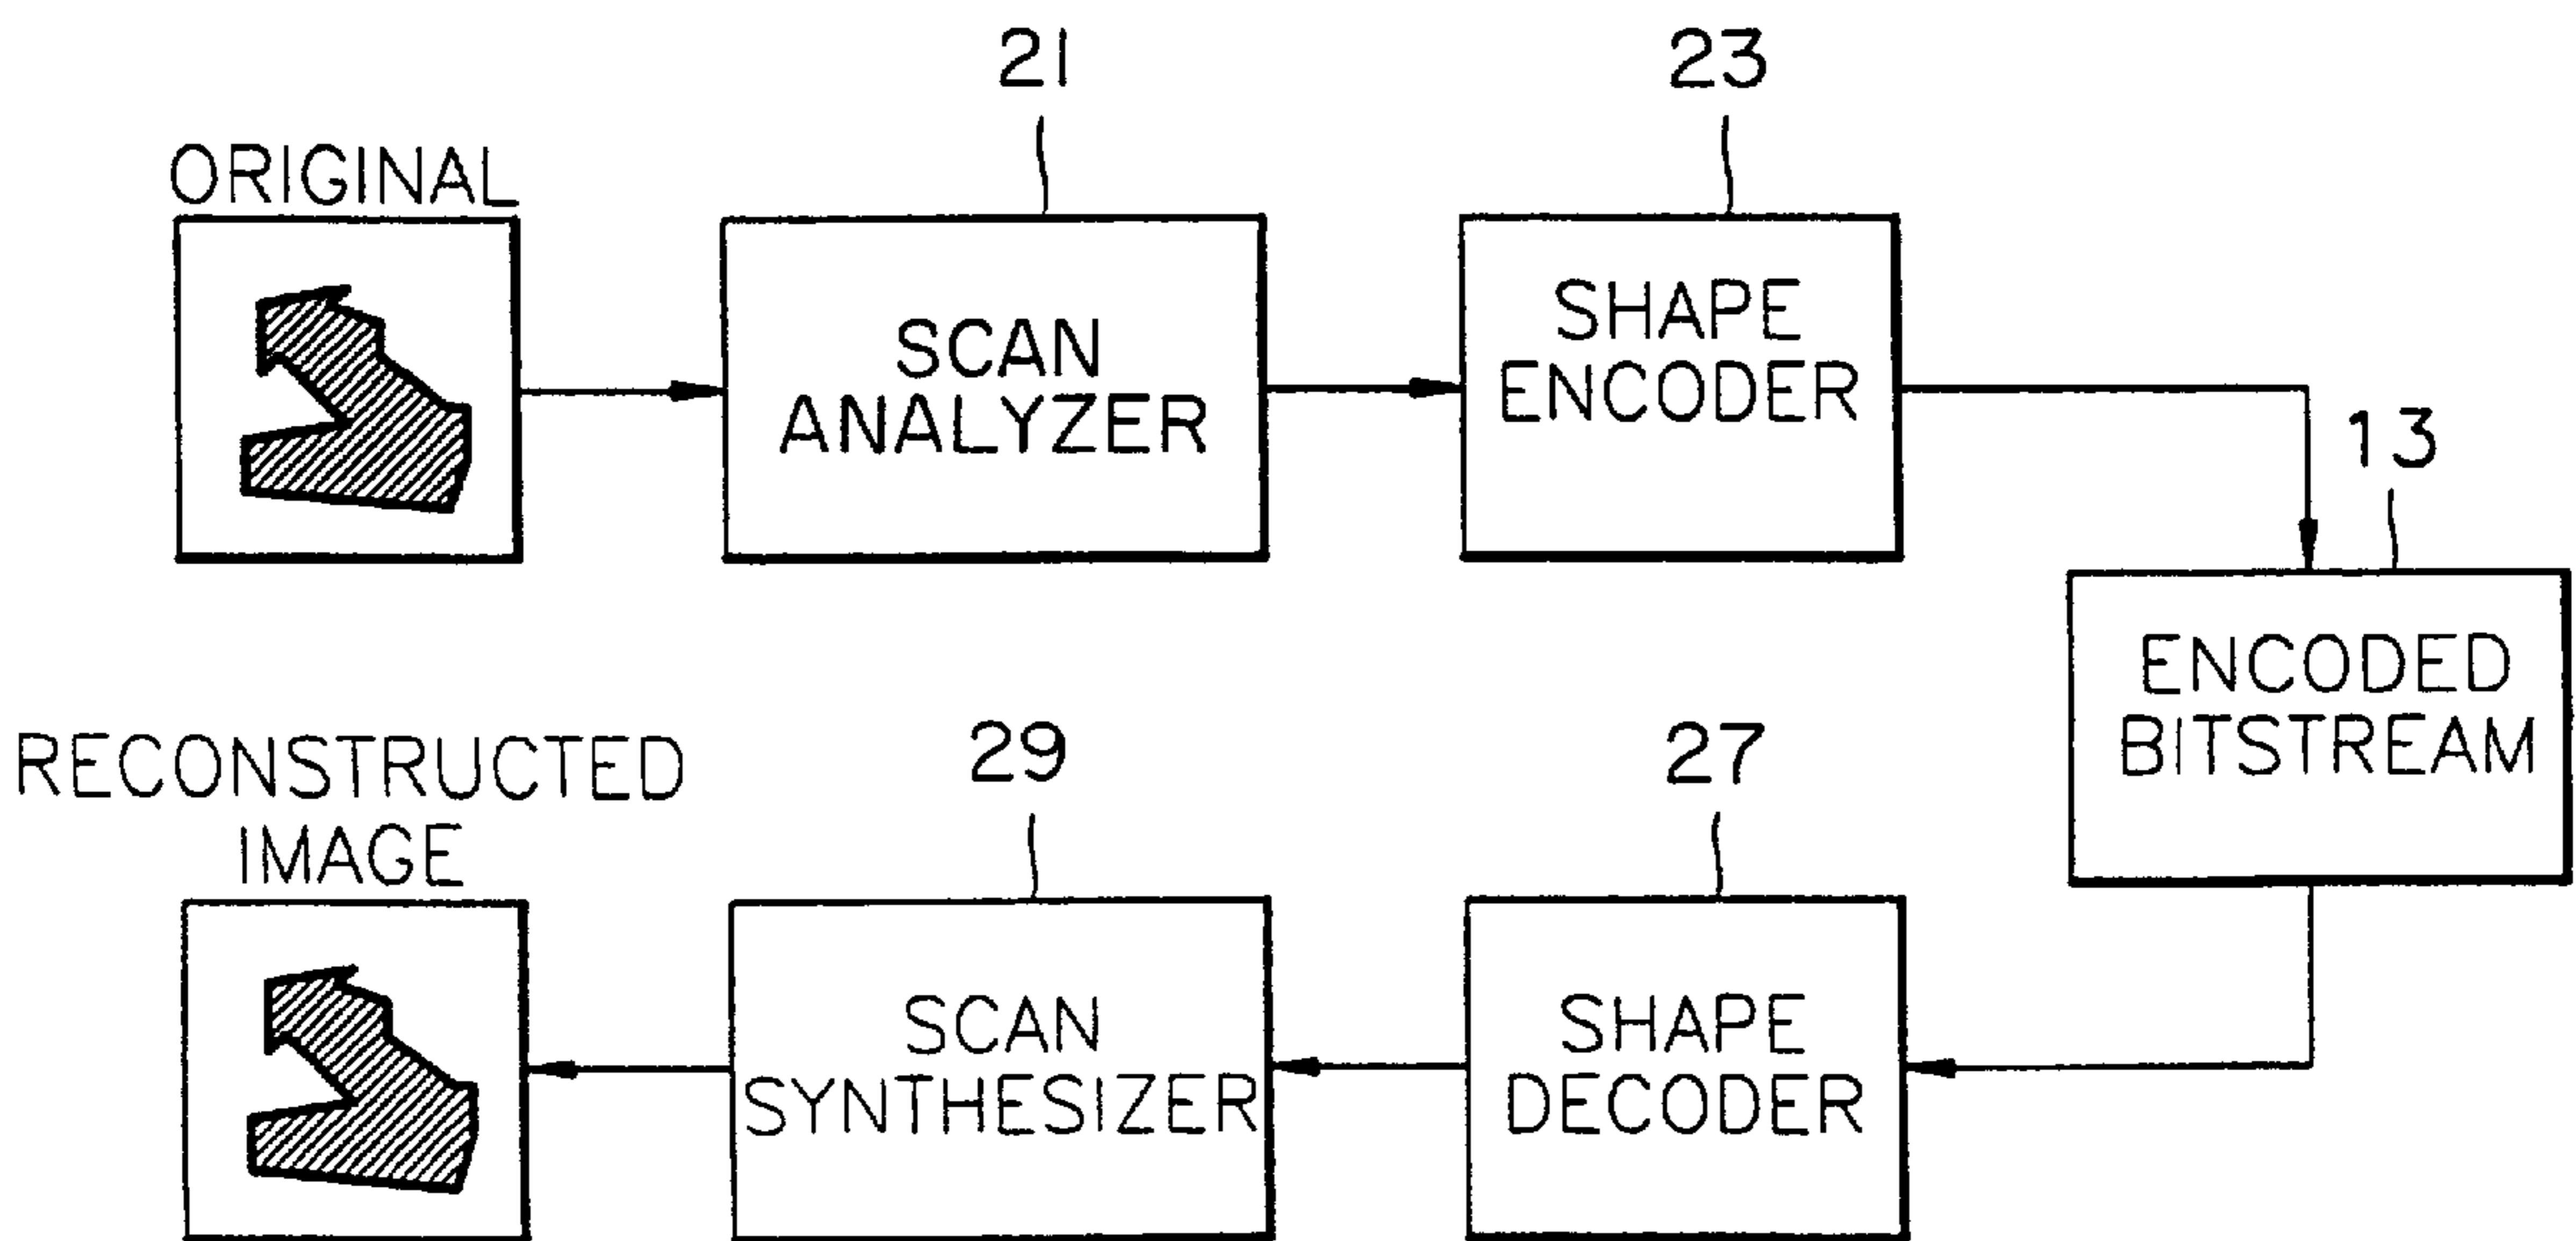 21
23
ORIGINAL
SCAN
ANALYZER
SHAPE
ENCODER
13
ENCODED
BITSTREAM
RECONSTRUCTED
IMAGE
29
27
SCAN
SYNTHESIZER
SHAPE
DECODER